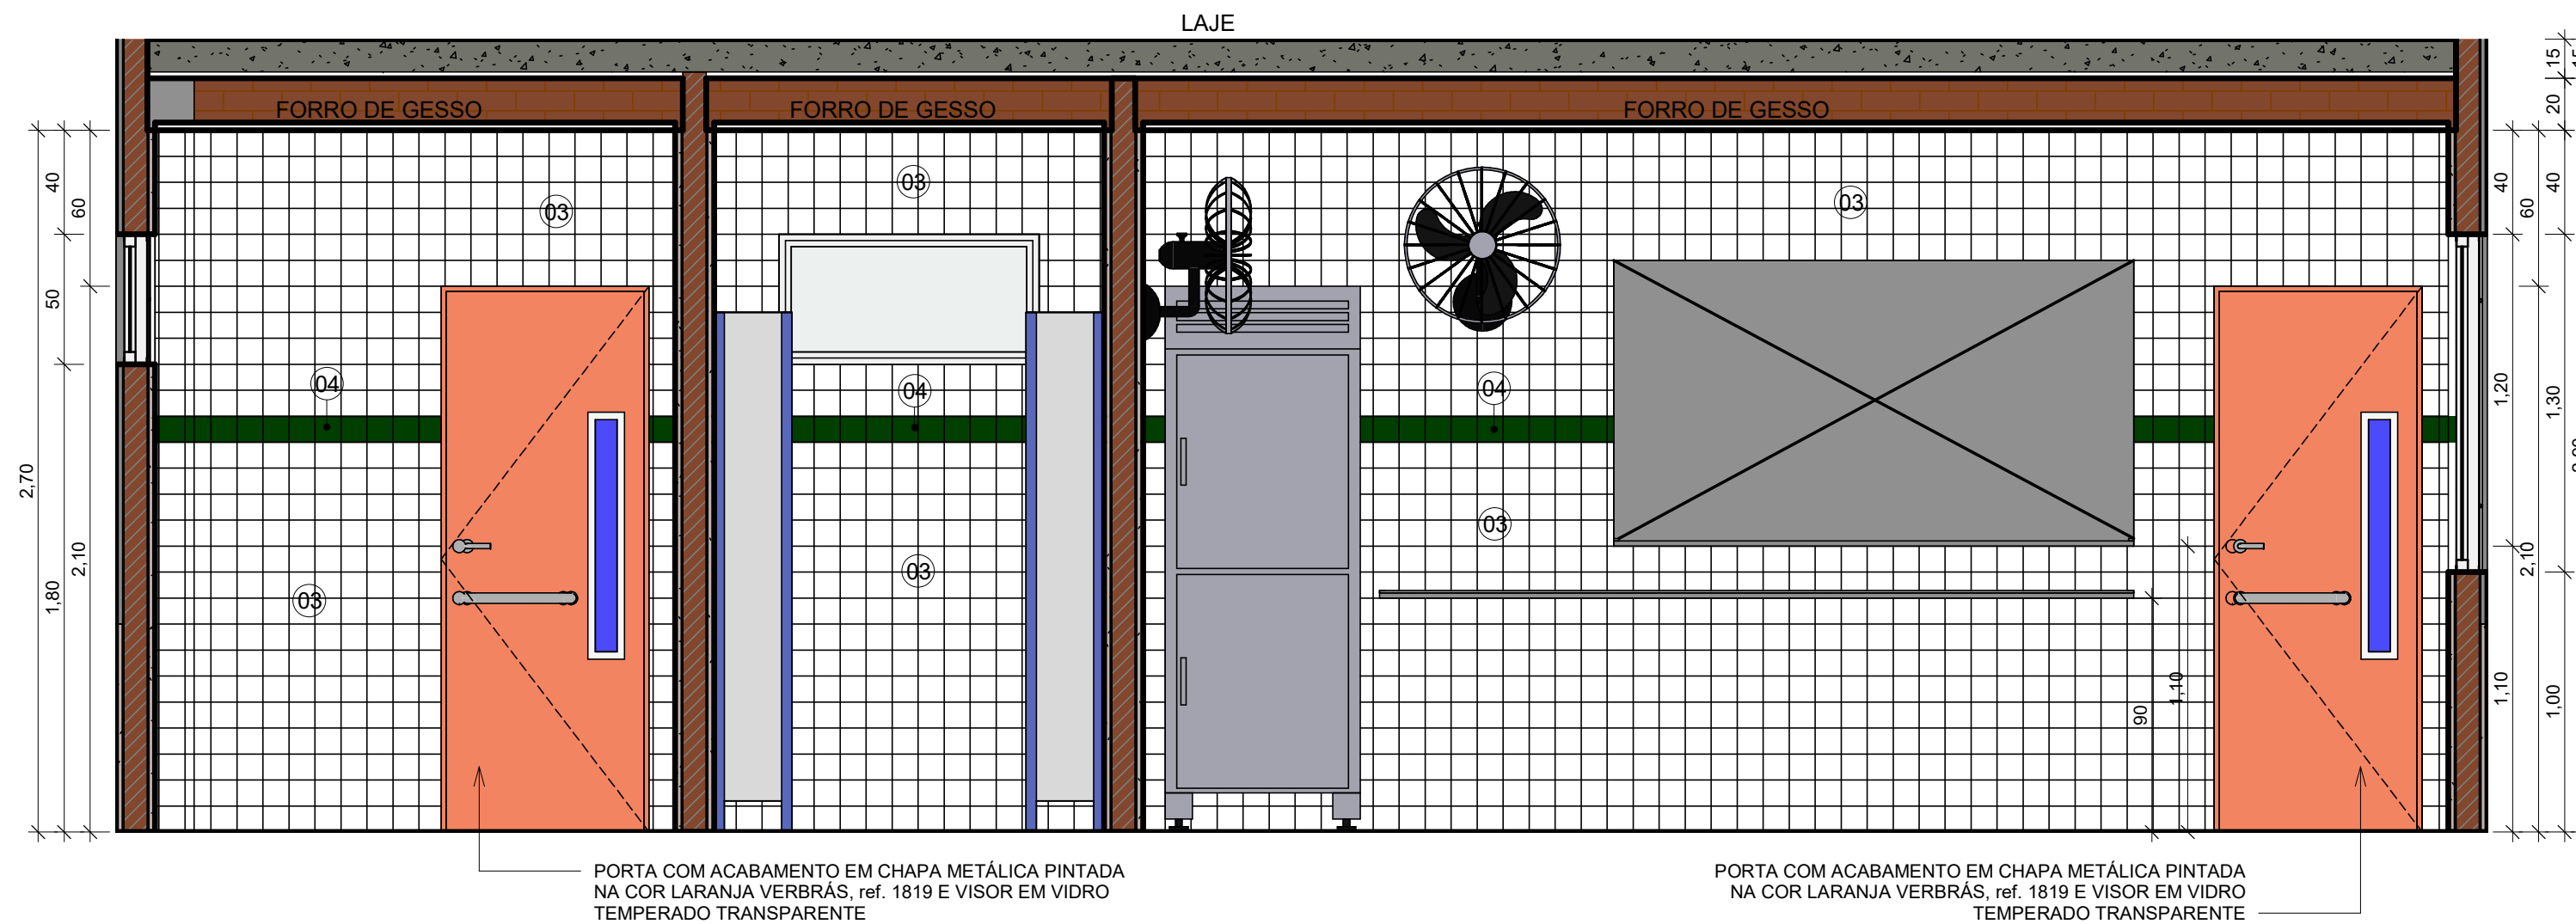 LAJE
FORRO DE GESSO
FORRO DE GESSO
FORRO DE GESSO
15
20
40
60
50
2,70
1,80
2,10
03
04
03
03
04
03
03
04
03
40
60
40
1,20
1,30
2,10
1,10
1,00
90
1,10
PORTA COM ACABAMENTO EM CHAPA METÁLICA PINTADA
NA COR LARANJA VERBRÁS, ref. 1819 E VISOR EM VIDRO
TEMPERADO TRANSPARENTE
PORTA COM ACABAMENTO EM CHAPA METÁLICA PINTADA
NA COR LARANJA VERBRÁS, ref. 1819 E VISOR EM VIDRO
TEMPERADO TRANSPARENTE